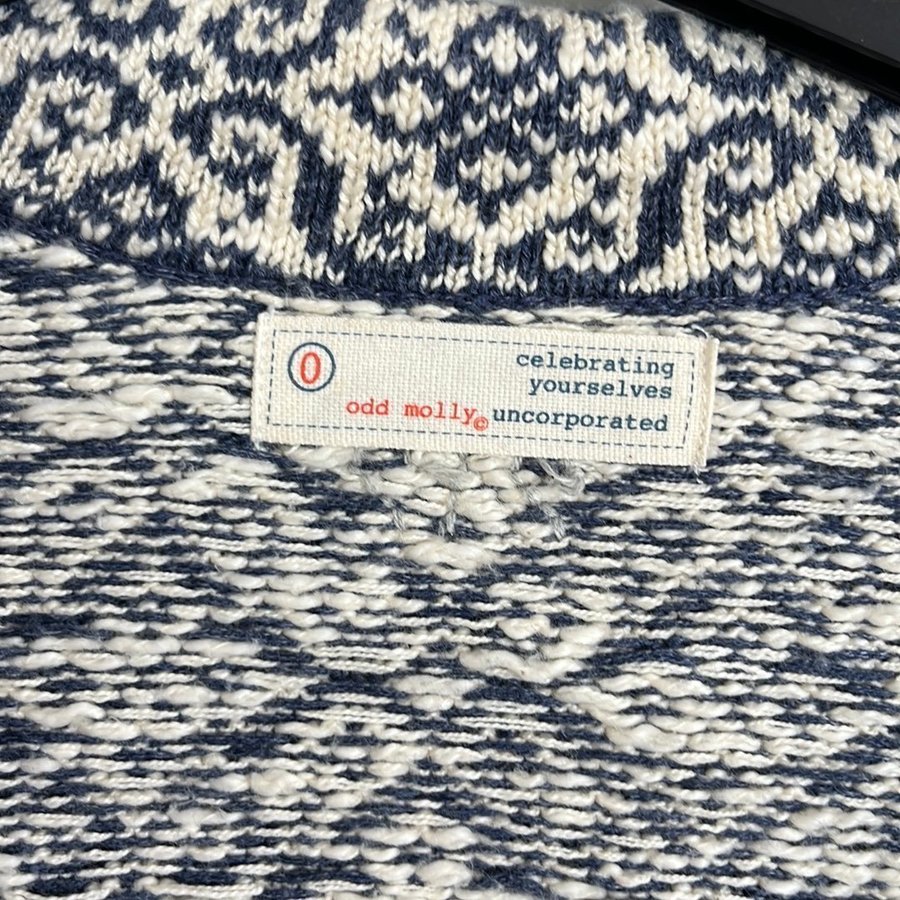 0
celebrating
yourselves
odd molly© uncorporated